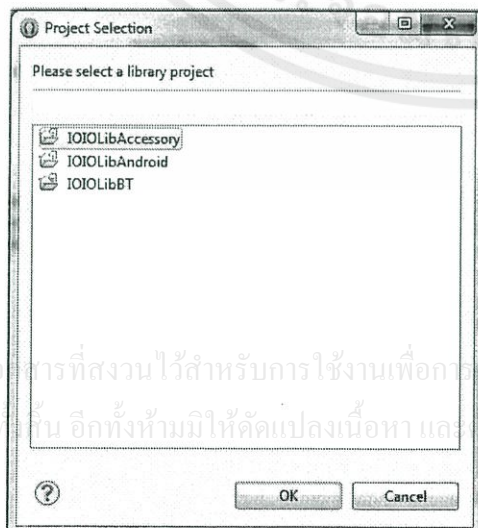 Project Selection
Please select a library project
IOIOLibAccessory
IOIOLibAndroid
IOIOLibBT
สารที่สงวนไว้สำหรับการใช้งานเพื่อการ
สิ้น อีกทั้งห้ามมิให้ดัดแปลงเนื้อหา และ
?
OK
Cancel